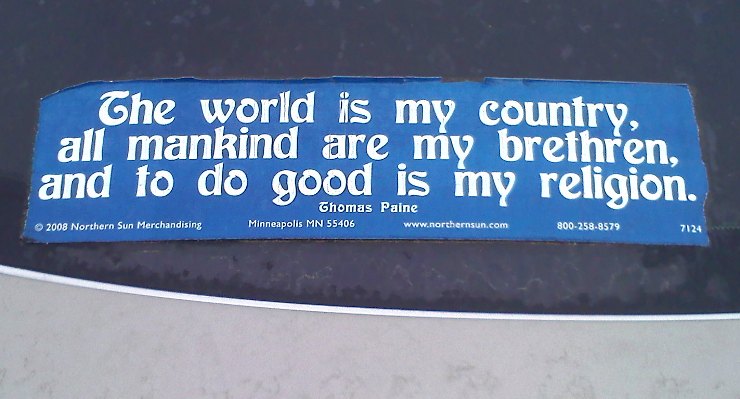 The world is my country,
all mankind are my brethren,
and to do good is my religion.
Thomas Paine
© 2008 Northern Sun Merchandising Minneapolis MN 55406 www.northernsun.com 800-258-8579 7124